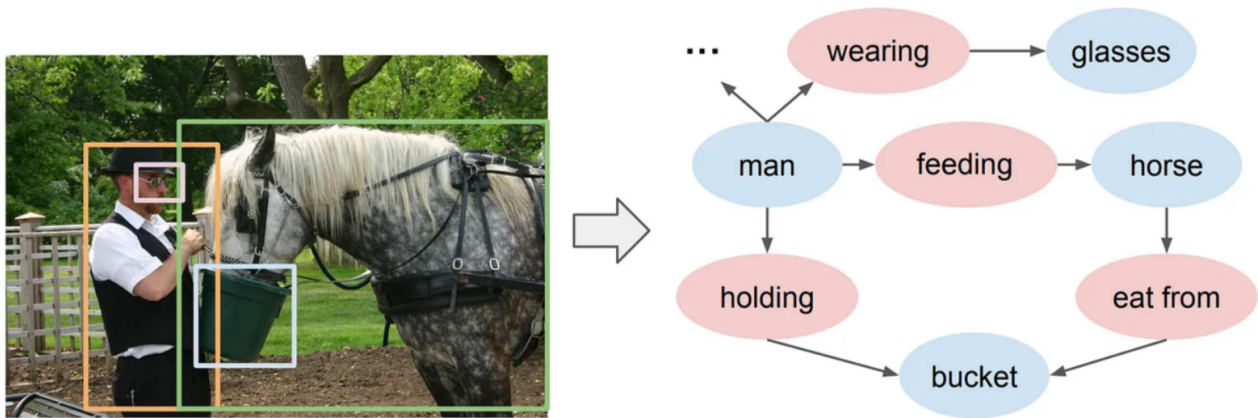 ... wearing glasses
man feeding horse
holding eat from
bucket